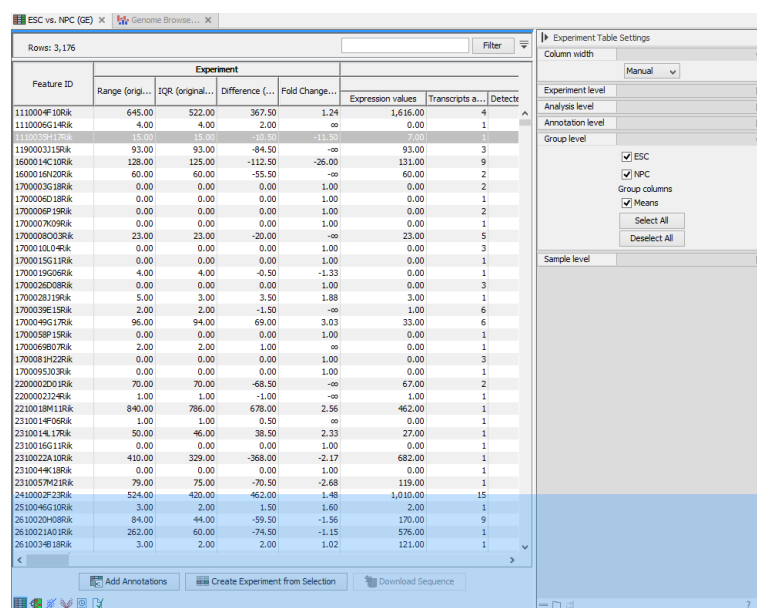 ESC vs. NPC (GE) Genome Browse...
Rows: 3,176 Filter
Feature ID Experiment
Range (origi... IQR (original... Difference (... Fold Change... Expression values Transcripts a... Detecte
1110004F10Rik 645.00 522.00 367.50 1.24 1,616.00 4
1110006G14Rik 4.00 4.00 2.00 ∞ 0.00 1
1110039H17Rik 15.00 15.00 -10.50 -11.50 7.00 1
1190003J15Rik 93.00 93.00 -84.50 -∞ 93.00 3
1600014C10Rik 128.00 125.00 -112.50 -26.00 131.00 9
1600016N20Rik 60.00 60.00 -55.50 -∞ 60.00 2
1700003G18Rik 0.00 0.00 0.00 1.00 0.00 2
1700006D18Rik 0.00 0.00 0.00 1.00 0.00 1
1700006P19Rik 0.00 0.00 0.00 1.00 0.00 2
1700007K09Rik 0.00 0.00 0.00 1.00 0.00 1
1700008O03Rik 23.00 23.00 -20.00 -∞ 23.00 5
1700010L04Rik 0.00 0.00 0.00 1.00 0.00 3
1700015G11Rik 0.00 0.00 0.00 1.00 0.00 1
1700019G06Rik 4.00 4.00 -0.50 -1.33 0.00 1
1700026D08Rik 0.00 0.00 0.00 1.00 0.00 3
1700028J19Rik 5.00 3.00 3.50 1.88 3.00 1
1700039E15Rik 2.00 2.00 -1.50 -∞ 1.00 6
1700049G17Rik 96.00 94.00 69.00 3.03 33.00 6
1700058P15Rik 0.00 0.00 0.00 1.00 0.00 1
1700069B07Rik 2.00 2.00 1.00 ∞ 0.00 1
1700081H22Rik 0.00 0.00 0.00 1.00 0.00 3
1700095J03Rik 0.00 0.00 0.00 1.00 0.00 1
2200002D01Rik 70.00 70.00 -68.50 -∞ 67.00 2
2200002J24Rik 1.00 1.00 -1.00 -∞ 1.00 1
2210018M11Rik 840.00 786.00 678.00 2.56 462.00 1
2310014F06Rik 1.00 1.00 0.50 ∞ 0.00 1
2310014L17Rik 50.00 46.00 38.50 2.33 27.00 1
2310016G11Rik 0.00 0.00 0.00 1.00 0.00 1
2310022A10Rik 410.00 329.00 -368.00 -2.17 682.00 1
2310044K18Rik 0.00 0.00 0.00 1.00 0.00 1
2310057M21Rik 79.00 75.00 -70.50 -2.68 119.00 1
2410002F23Rik 524.00 420.00 462.00 1.48 1,010.00 15
2510046G10Rik 3.00 2.00 1.50 1.60 2.00 1
2610020H08Rik 84.00 44.00 -59.50 -1.56 170.00 9
2610021A01Rik 262.00 60.00 -74.50 -1.15 576.00 1
2610034B18Rik 3.00 2.00 2.00 1.02 121.00 1
Add Annotations Create Experiment from Selection Download Sequence
Experiment Table Settings
Column width
Manual
Experiment level
Analysis level
Annotation level
Group level
ESC
NPC
Group columns
Means
Select All
Deselect All
Sample level
?